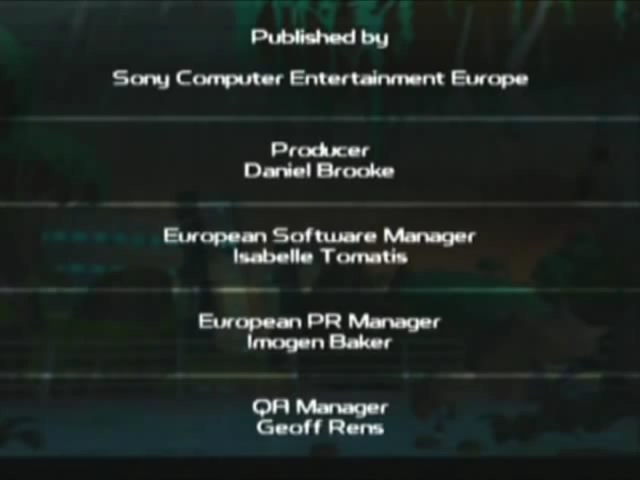 Published by
Sony Computer Entertainment Europe
Producer
Daniel Brooke
European Software Manager
Isabelle Tomatis
European PR Manager
Imogen Baker
QA Manager
Geoff Rens